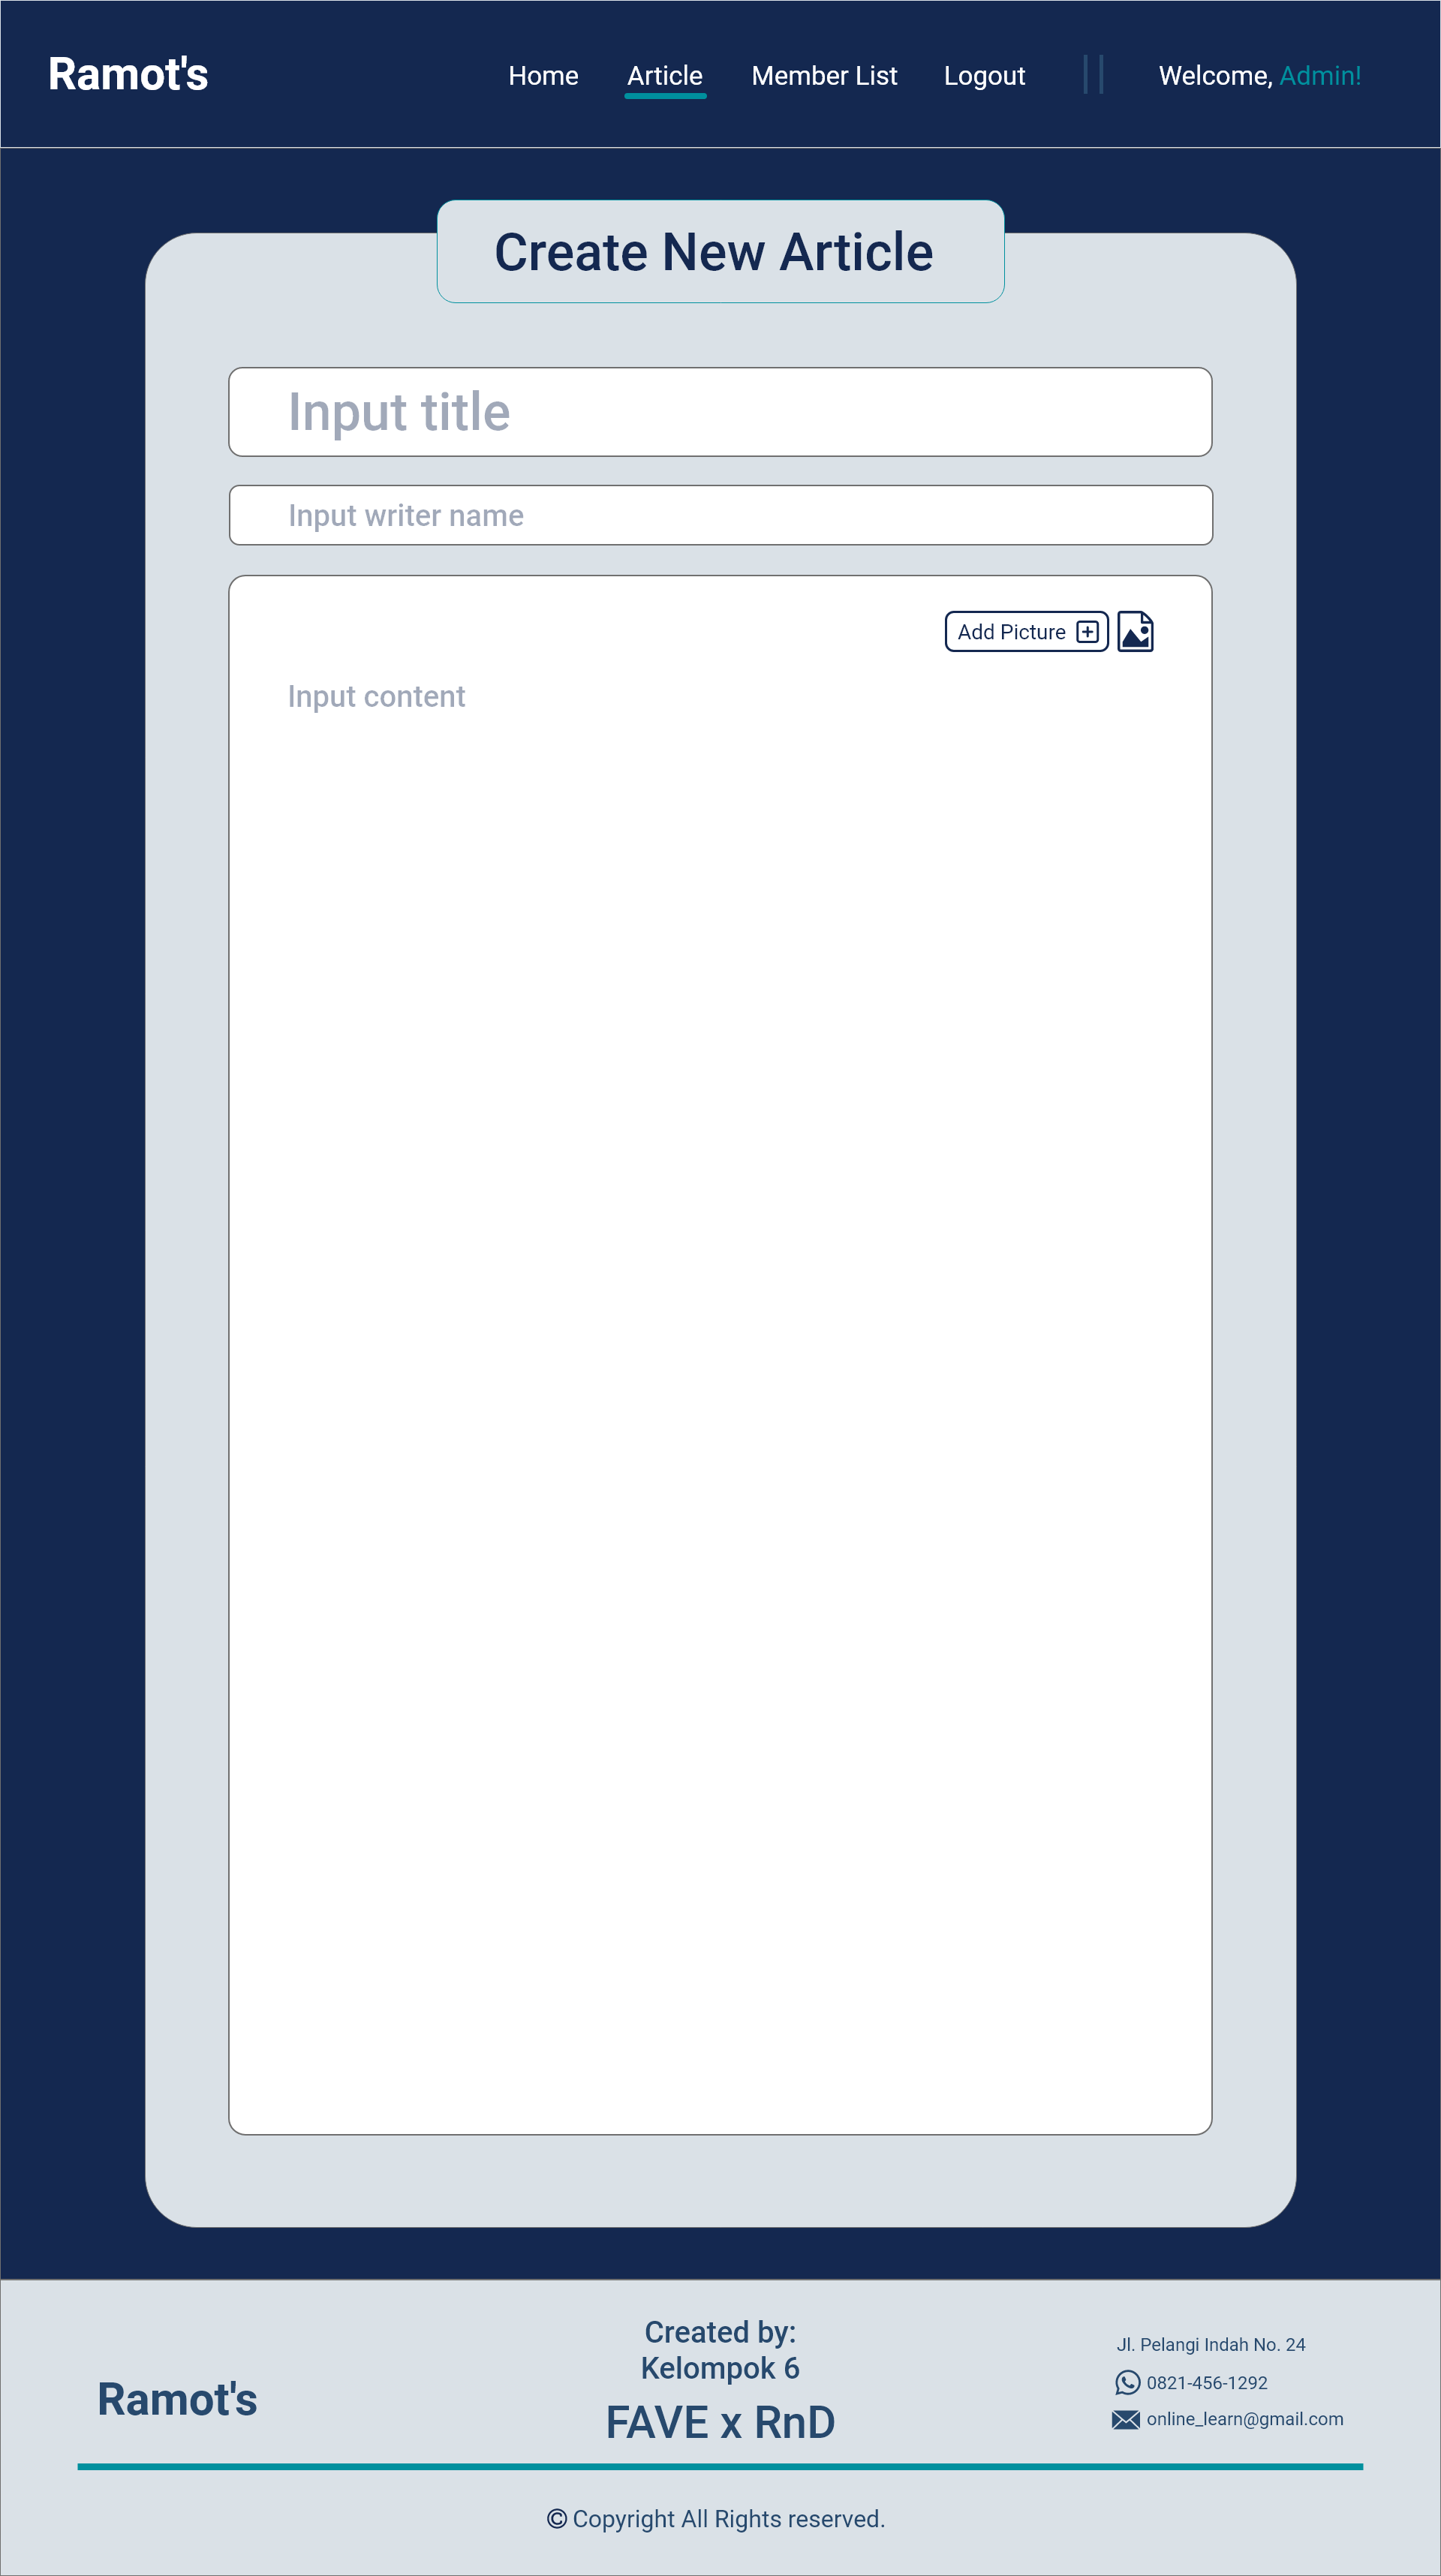 Ramot's
Home Article Member List Logout Welcome, Admin!
Create New Article
Input title
Input writer name
Add Picture
Input content
Created by:
Kelompok 6
FAVE x RnD
Ramot's
Jl. Pelangi Indah No. 24
0821-456-1292
online_learn@gmail.com
© Copyright All Rights reserved.